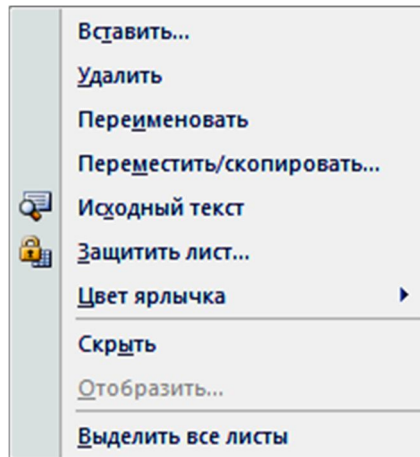 Вставить...
Удалить
Переименовать
Переместить/скопировать...
Исходный текст
Защитить лист...
Цвет ярлычка
Скрыть
Отобразить...
Выделить все листы